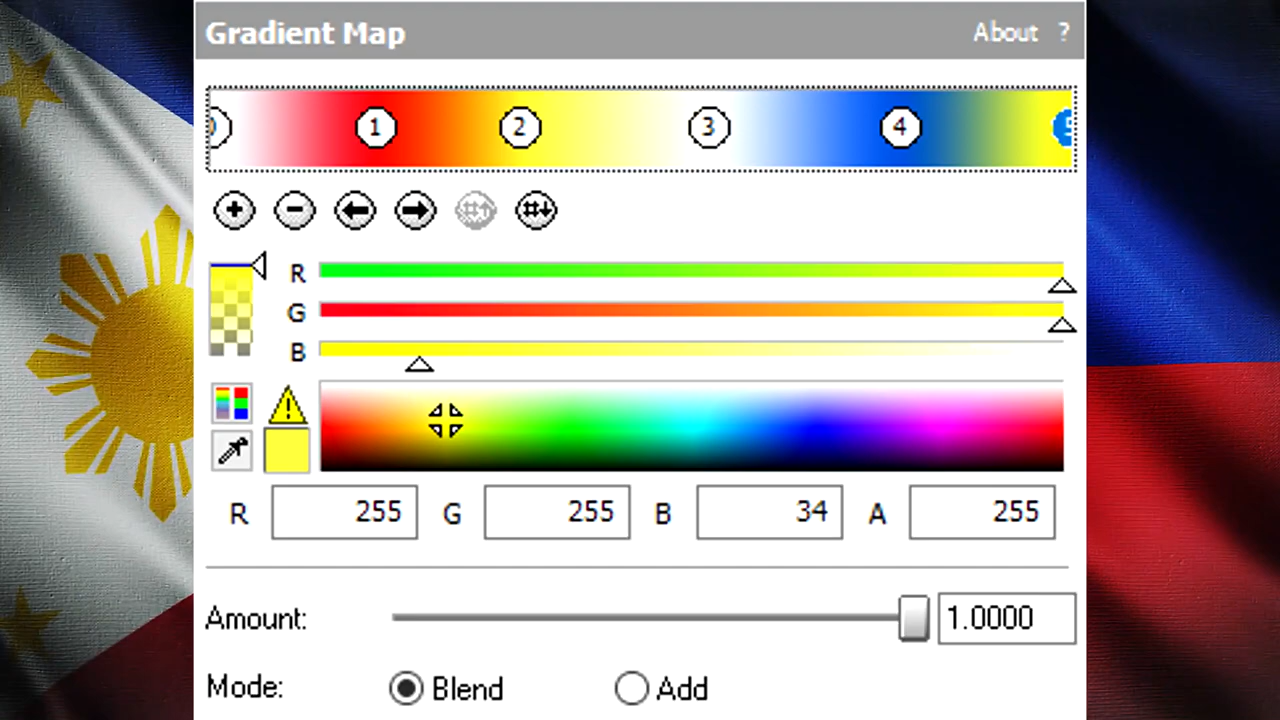 Gradient Map About ?
1 2 3 4
R
G
B
R 255 G 255 B 34 A 255
Amount: 1.0000
Mode: Blend Add